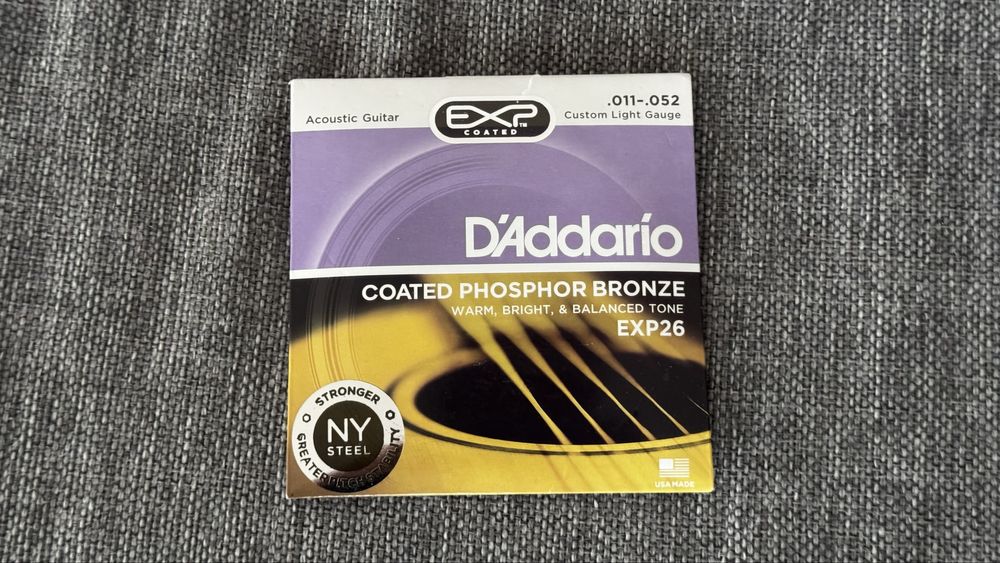 Acoustic Guitar
EXP™
COATED
.011-.052
Custom Light Gauge
D'Addario
COATED PHOSPHOR BRONZE
WARM, BRIGHT, & BALANCED TONE
EXP26
STRONGER
NY
STEEL
GREATER PITCH STABILITY
USA MADE